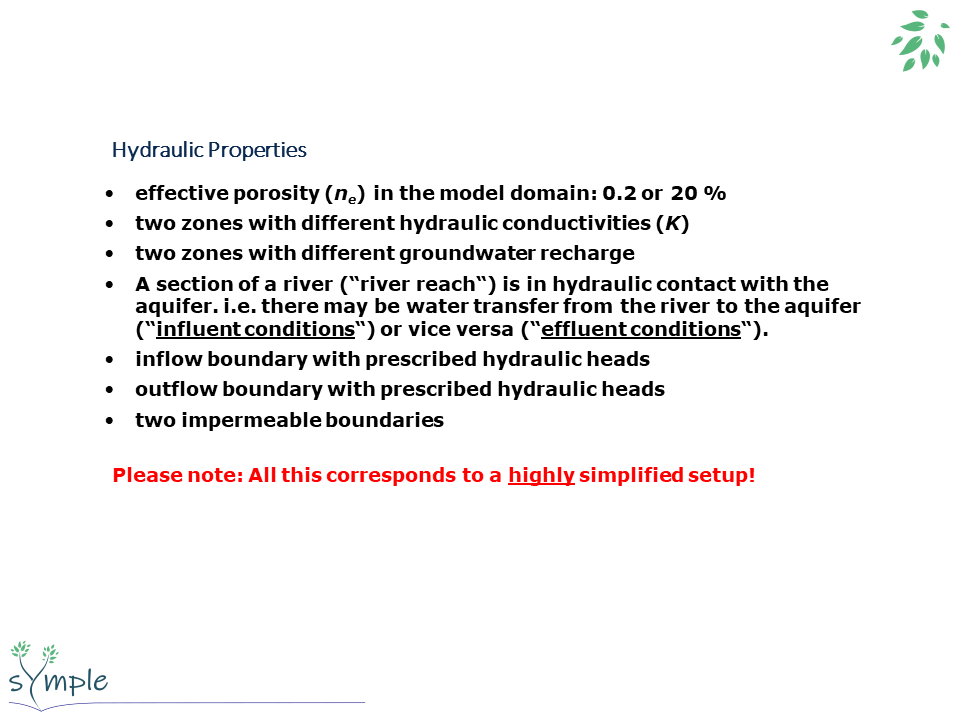 Hydraulic Properties
• effective porosity (ne) in the model domain: 0.2 or 20 %
• two zones with different hydraulic conductivities (K)
• two zones with different groundwater recharge
• A section of a river (“river reach“) is in hydraulic contact with the
aquifer. i.e. there may be water transfer from the river to the aquifer
(“influent conditions“) or vice versa (“effluent conditions“).
• inflow boundary with prescribed hydraulic heads
• outflow boundary with prescribed hydraulic heads
• two impermeable boundaries
Please note: All this corresponds to a highly simplified setup!
sYmple